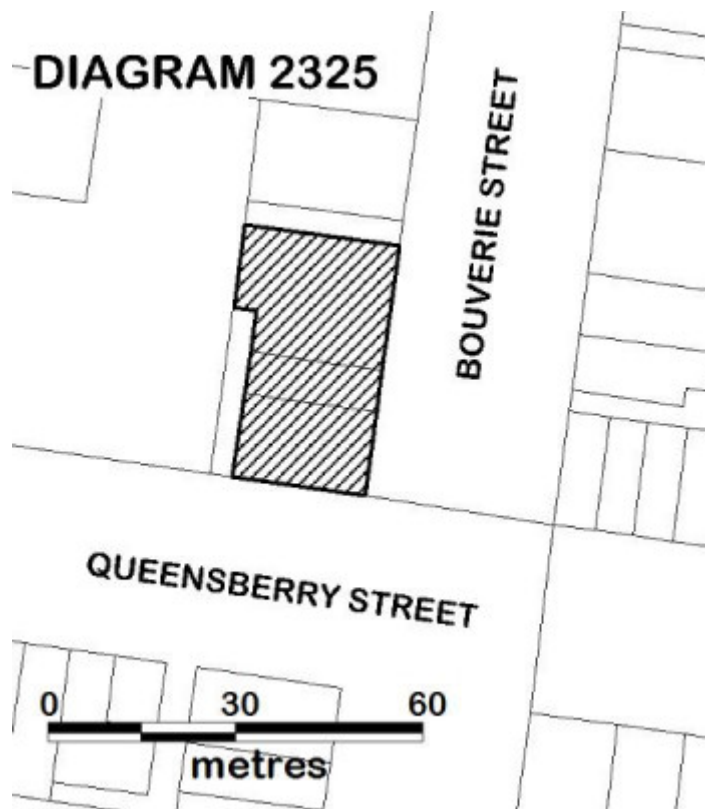 DIAGRAM 2325
BOUVERIE STREET
QUEENSBERRY STREET
0 30 60
metres